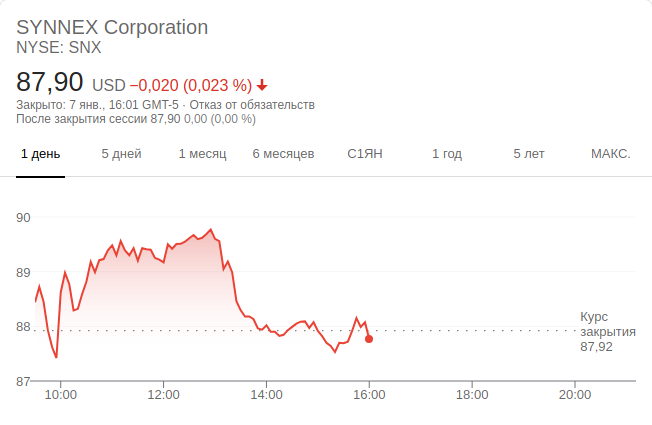 SYNNEX Corporation
NYSE: SNX
87,90 USD −0,020 (0,023 %)
Закрыто: 7 янв., 16:01 GMT-5 · Отказ от обязательств
После закрытия сессии 87,90 0,00 (0,00 %)
1 день 5 дней 1 месяц 6 месяцев С1ЯН 1 год 5 лет МАКС.
90
89
88
87
Курс
закрытия
87,92
10:00 12:00 14:00 16:00 18:00 20:00